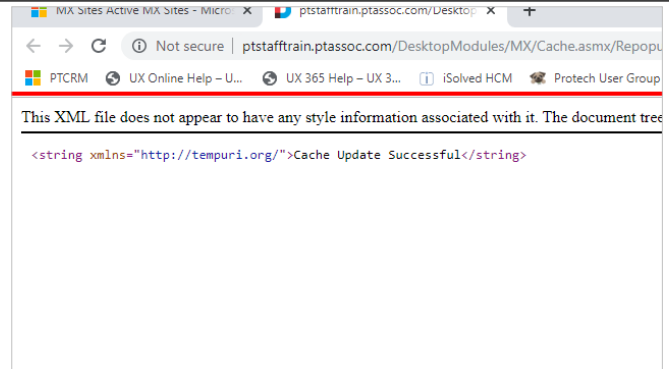 MX Sites Active MX Sites - Micro
ptstafftrain.ptassoc.com/Desktop
Not secure | ptstafftrain.ptassoc.com/DesktopModules/MX/Cache.asmx/Repopu
PTCRM UX Online Help – U... UX 365 Help – UX 3... iSolved HCM Protech User Group
This XML file does not appear to have any style information associated with it. The document tree
<string xmlns="http://tempuri.org/">Cache Update Successful</string>